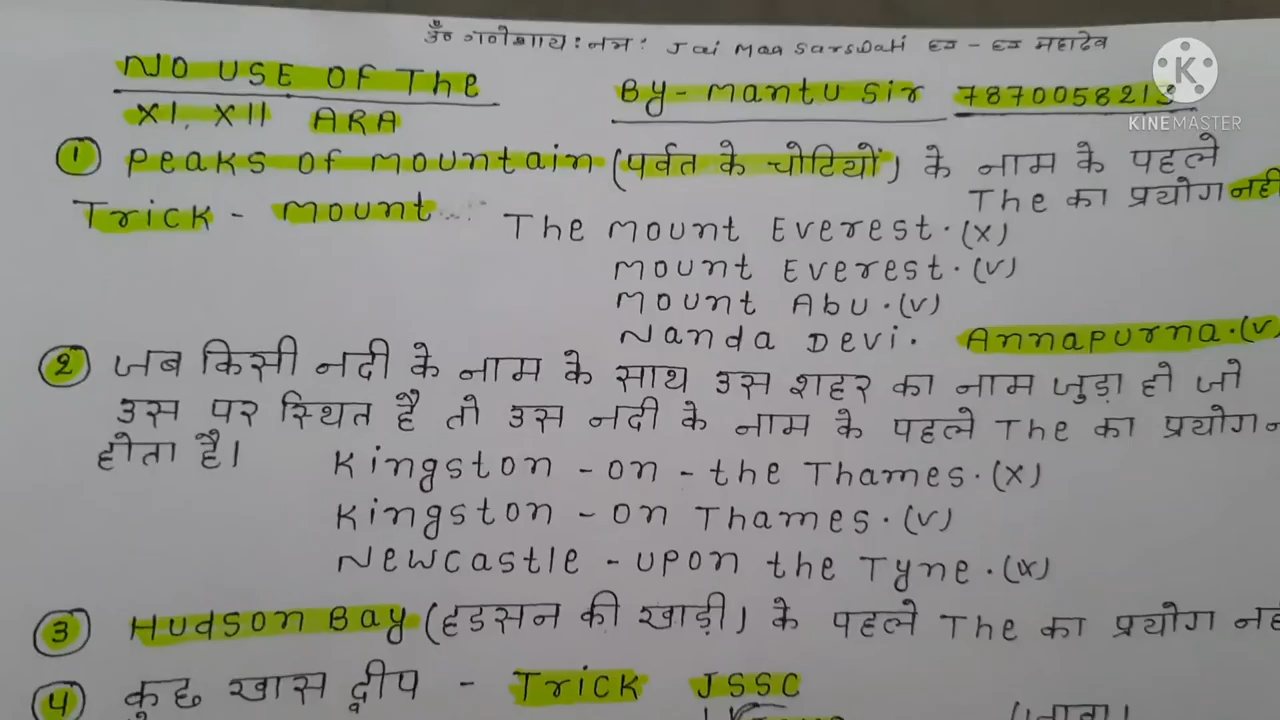 ॐ गणेशाय: नम: Jai Maa Sarswati हर - हर महादेव
NO USE OF The
By - Mantu Sir 7870058213
K
KINEMASTER
XI, XII ARA
① Peaks of Mountain (पर्वत के चोटियों) के नाम के पहले
The का प्रयोग नही
Trick - Mount...
The Mount Everest. (x)
Mount Everest. (v)
Mount Abu. (v)
Nanda Devi. Annapurna. (v)
② जब किसी नदी के नाम के साथ उस शहर का नाम जुड़ा हो जो
उस पर स्थित है तो उस नदी के नाम के पहले The का प्रयोग न
होता है।
Kingston - on - the Thames. (x)
Kingston - on Thames. (v)
Newcastle - upon the Tyne. (x)
③ Hudson Bay (हडसन की खाड़ी) के पहले The का प्रयोग नह
④ कुछ खास द्वीप - Trick JSSC